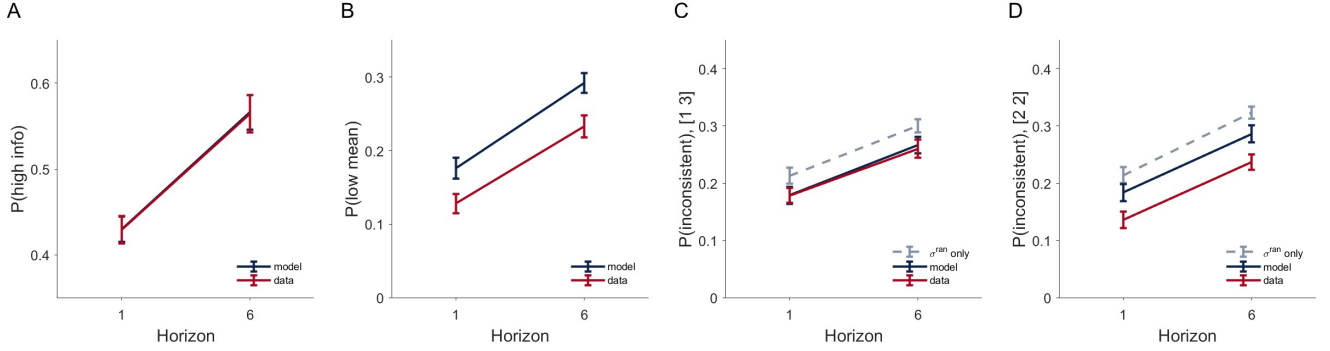 A
P(high info)
0.6
0.5
0.4
1
6
Horizon
model
data
B
P(low mean)
0.3
0.2
0.1
0
1
6
Horizon
model
data
C
P(inconsistent), [1 3]
0.4
0.3
0.2
0.1
0
1
6
Horizon
σ^ran only
model
data
D
P(inconsistent), [2 2]
0.4
0.3
0.2
0.1
0
1
6
Horizon
σ^ran only
model
data